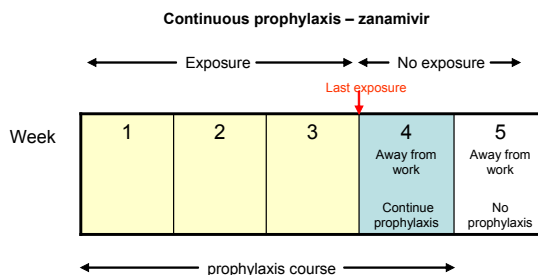 Continuous prophylaxis – zanamivir
Exposure
No exposure
Last exposure
Week
1
2
3
4
5
Away from
work
Away from
work
Continue
prophylaxis
No
prophylaxis
prophylaxis course